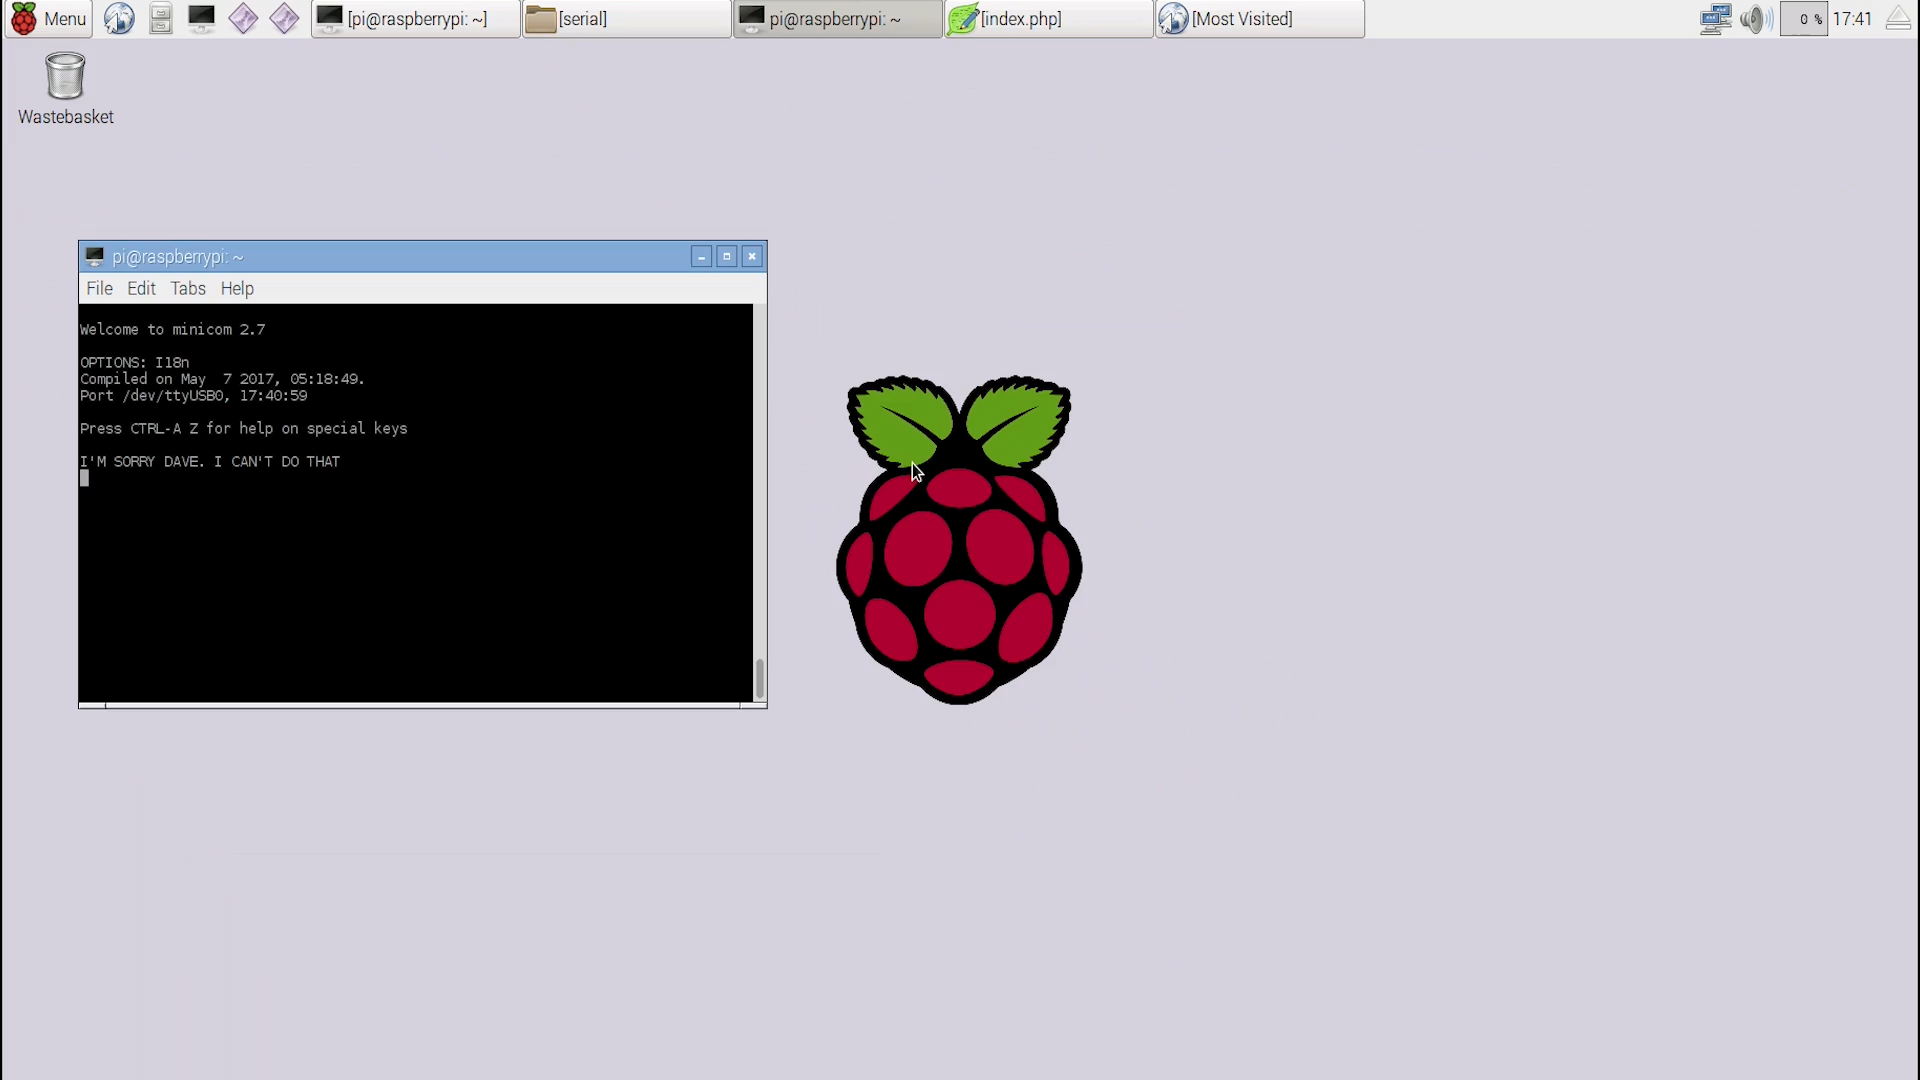 Menu
[pi@raspberrypi: ~]
[serial]
pi@raspberrypi: ~
[index.php]
[Most Visited]
0 %
17:41
Wastebasket
pi@raspberrypi: ~
File Edit Tabs Help
Welcome to minicom 2.7
OPTIONS: I18n
Compiled on May  7 2017, 05:18:49.
Port /dev/ttyUSB0, 17:40:59
Press CTRL-A Z for help on special keys
I'M SORRY DAVE. I CAN'T DO THAT